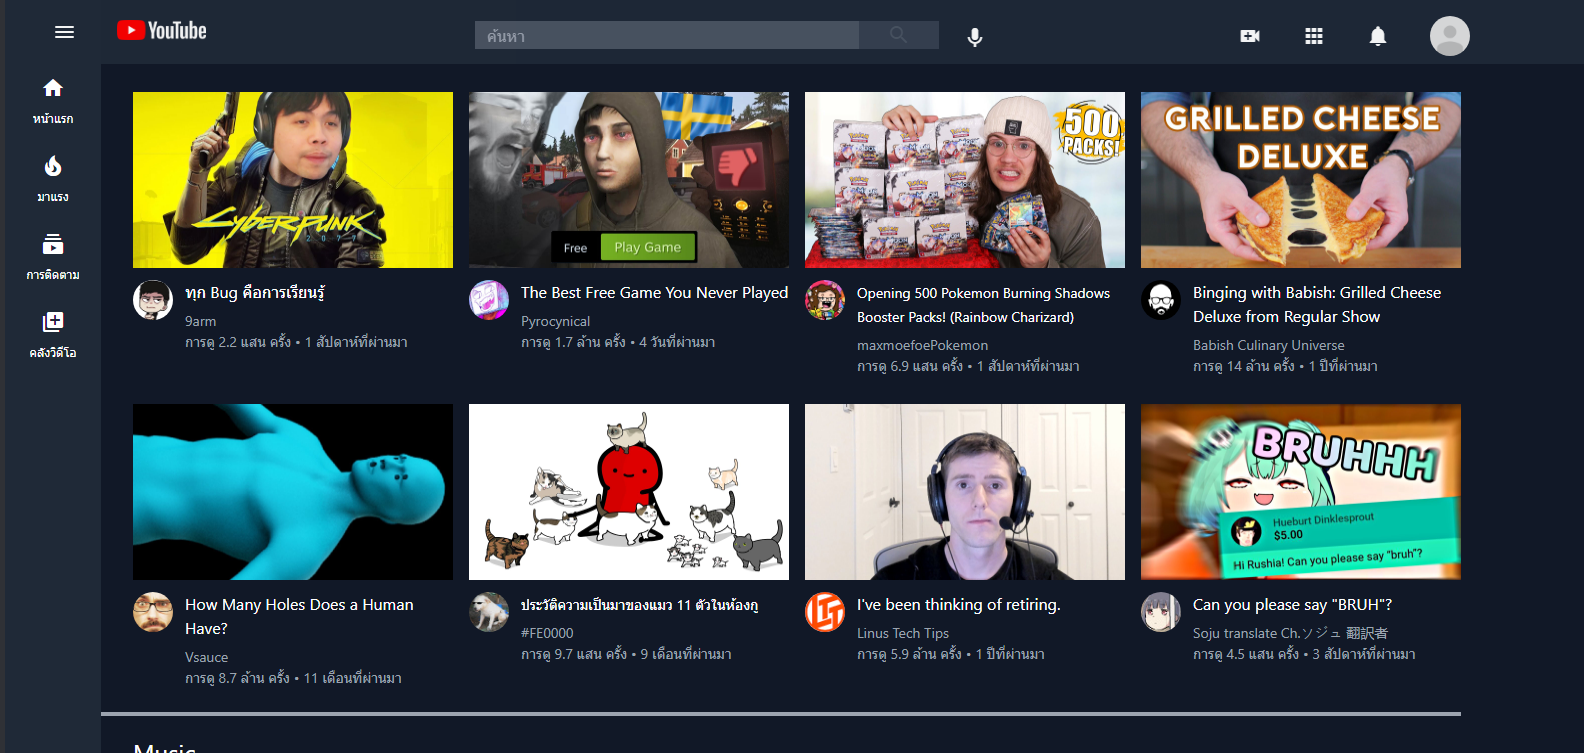 YouTube
ค้นหา
หน้าแรก
มาแรง
การติดตาม
คลังวิดีโอ
CYBERPUNK
2077
Free
Play Game
500
PACKS!
GRILLED CHEESE
DELUXE
ทุก Bug คือการเรียนรู้
9arm
การดู 2.2 แสน ครั้ง • 1 สัปดาห์ที่ผ่านมา
The Best Free Game You Never Played
Pyrocynical
การดู 1.7 ล้าน ครั้ง • 4 วันที่ผ่านมา
Opening 500 Pokemon Burning Shadows
Booster Packs! (Rainbow Charizard)
maxmoefoePokemon
การดู 6.9 แสน ครั้ง • 1 สัปดาห์ที่ผ่านมา
Binging with Babish: Grilled Cheese
Deluxe from Regular Show
Babish Culinary Universe
การดู 14 ล้าน ครั้ง • 1 ปีที่ผ่านมา
BRUHHH
Hueburt Dinklesprout
$5.00
Hi Rushia! Can you please say "bruh"?
How Many Holes Does a Human
Have?
Vsauce
การดู 8.7 ล้าน ครั้ง • 11 เดือนที่ผ่านมา
ประวัติความเป็นมาของแมว 11 ตัวในห้องกู
#FE0000
การดู 9.7 แสน ครั้ง • 9 เดือนที่ผ่านมา
LTT
I've been thinking of retiring.
Linus Tech Tips
การดู 5.9 ล้าน ครั้ง • 1 ปีที่ผ่านมา
Can you please say "BRUH"?
Soju translate Ch.ソジュ 翻訳者
การดู 4.5 แสน ครั้ง • 3 สัปดาห์ที่ผ่านมา
Music